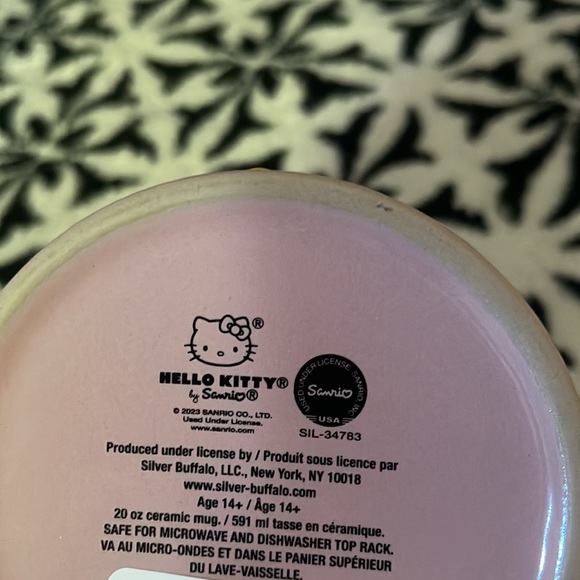 ®
HELLO KITTY®
by Sanrio®
© 2023 SANRIO CO., LTD.
Used Under License.
www.sanrio.com
USED UNDER LICENSE, SANRIO, INC.
Sanrio
USA
SIL-34783
Produced under license by / Produit sous licence par
Silver Buffalo, LLC., New York, NY 10018
www.silver-buffalo.com
Age 14+ / Âge 14+
20 oz ceramic mug. / 591 ml tasse en céramique.
SAFE FOR MICROWAVE AND DISHWASHER TOP RACK.
VA AU MICRO-ONDES ET DANS LE PANIER SUPÉRIEUR
DU LAVE-VAISSELLE.